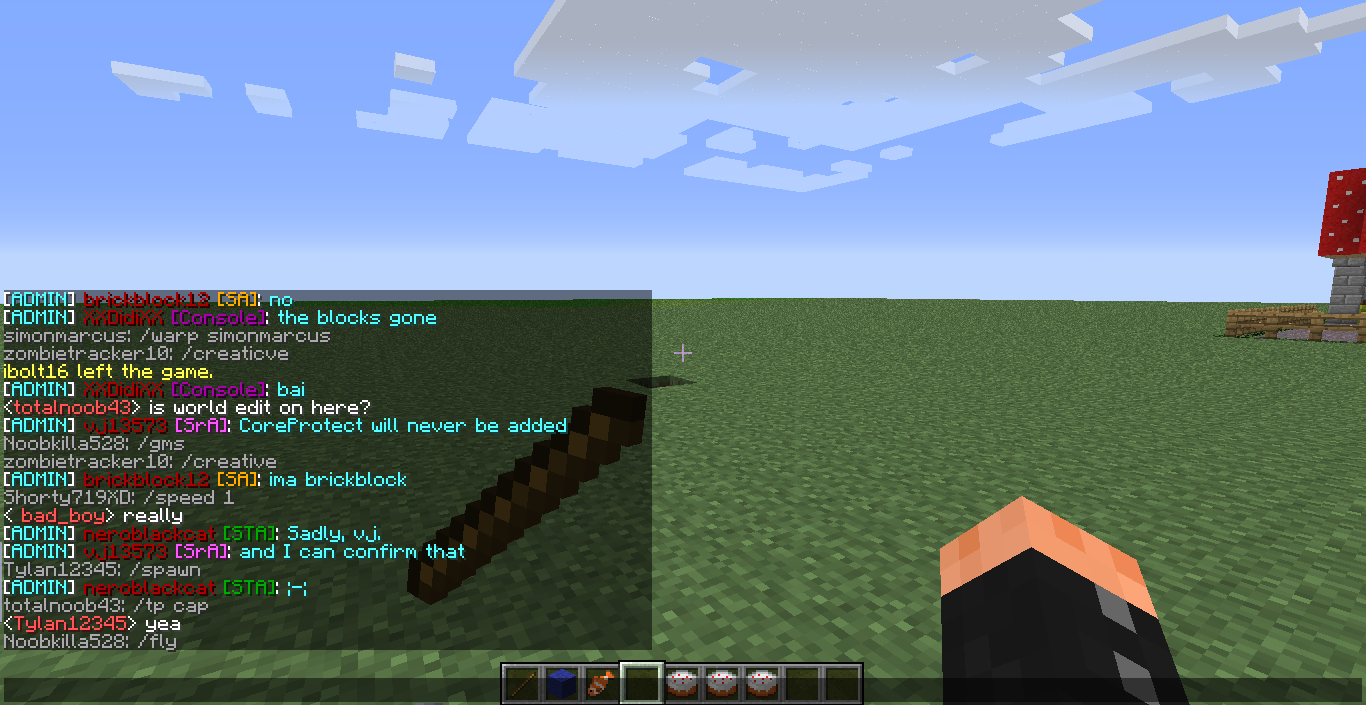 [ADMIN] brickblock12 [SA]: no
[ADMIN] XXDidiXX [Console]: the blocks gone
simonmarcus: /warp simonmarcus
zombietracker10: /creaticve
ibolt16 left the game.
[ADMIN] XXDidiXX [Console]: bai
<totalnoob43> is world edit on here?
[ADMIN] vj13573 [SrA]: CoreProtect will never be added
Noobkilla528: /gms
zombietracker10: /creative
[ADMIN] brickblock12 [SA]: ima brickblock
Shorty719XD: /speed 1
< bad_boy> really
[ADMIN] neroblackcat [STA]: Sadly, vj.
[ADMIN] vj13573 [SrA]: and I can confirm that
Tylan12345: /spawn
[ADMIN] neroblackcat [STA]: ;-;
totalnoob43: /tp cap
<Tylan12345> yea
Noobkilla528: /fly